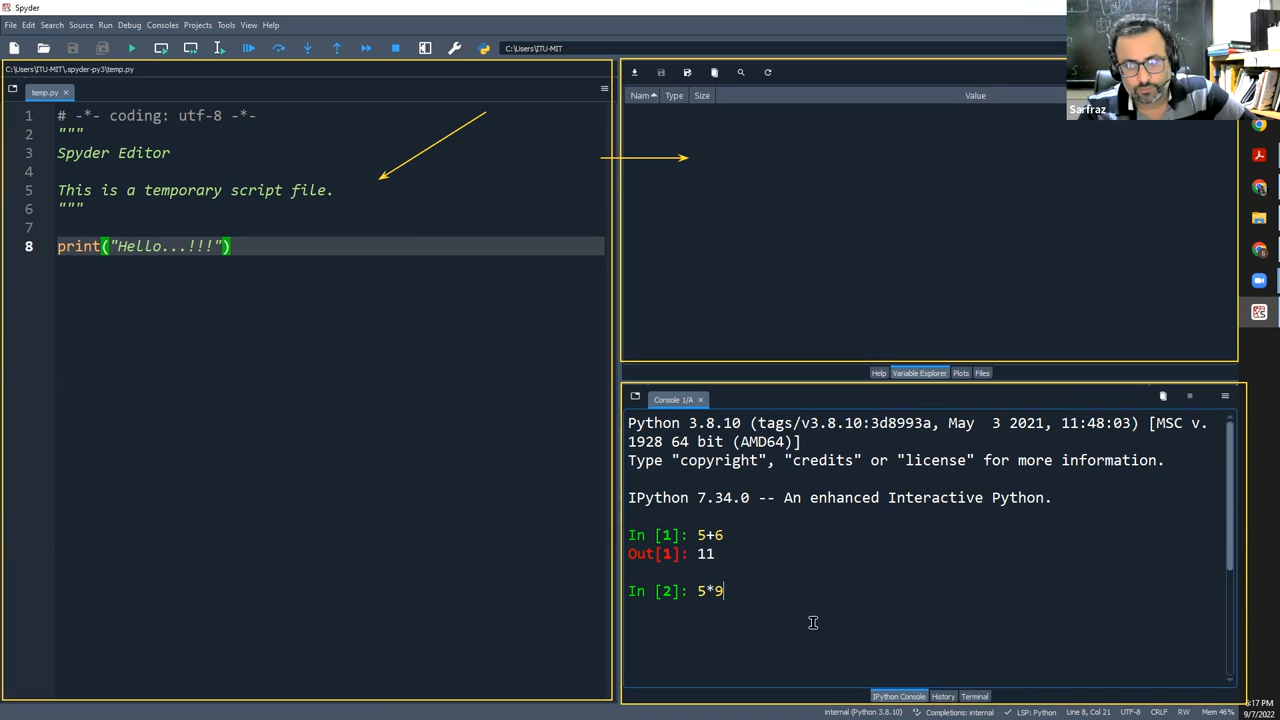 Spyder
File Edit Search Source Run Debug Consoles Projects Tools View Help
C:\Users\ITU-MIT
Sarfraz
C:\Users\ITU-MIT\.spyder-py3\temp.py
temp.py
1 # -*- coding: utf-8 -*-
2 """
3 Spyder Editor
4
5 This is a temporary script file.
6 """
7
8 print("Hello...!!!")
Nam Type Size Value
Help Variable Explorer Plots Files
Console 1/A
Python 3.8.10 (tags/v3.8.10:3d8993a, May  3 2021, 11:48:03) [MSC v.
1928 64 bit (AMD64)]
Type "copyright", "credits" or "license" for more information.
IPython 7.34.0 -- An enhanced Interactive Python.
In [1]: 5+6
Out[1]: 11
In [2]: 5*9
IPython Console History Terminal
internal (Python 3.8.10) Completions: internal LSP: Python Line 8, Col 21 UTF-8 CRLF RW Mem 46%
:17 PM
9/7/2022